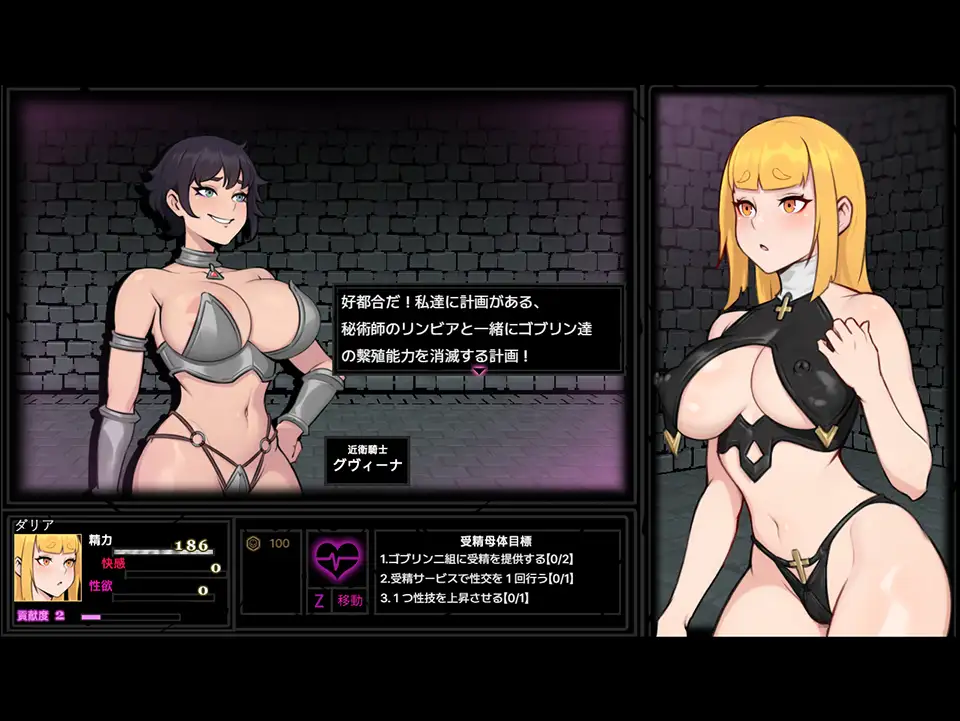 好都合だ！私達に計画がある、
秘術師のリンビアと一緒にゴブリン達
の繫殖能力を消滅する計画！
近衛騎士
グヴィーナ
ダリア
精力
186
快感
0
性欲
0
貢献度 2
100
Z 移動
受精母体目標
1.ゴブリン二組に受精を提供する[0/2]
2.受精サービスで性交を１回行う[0/1]
3.１つ性技を上昇させる[0/1]